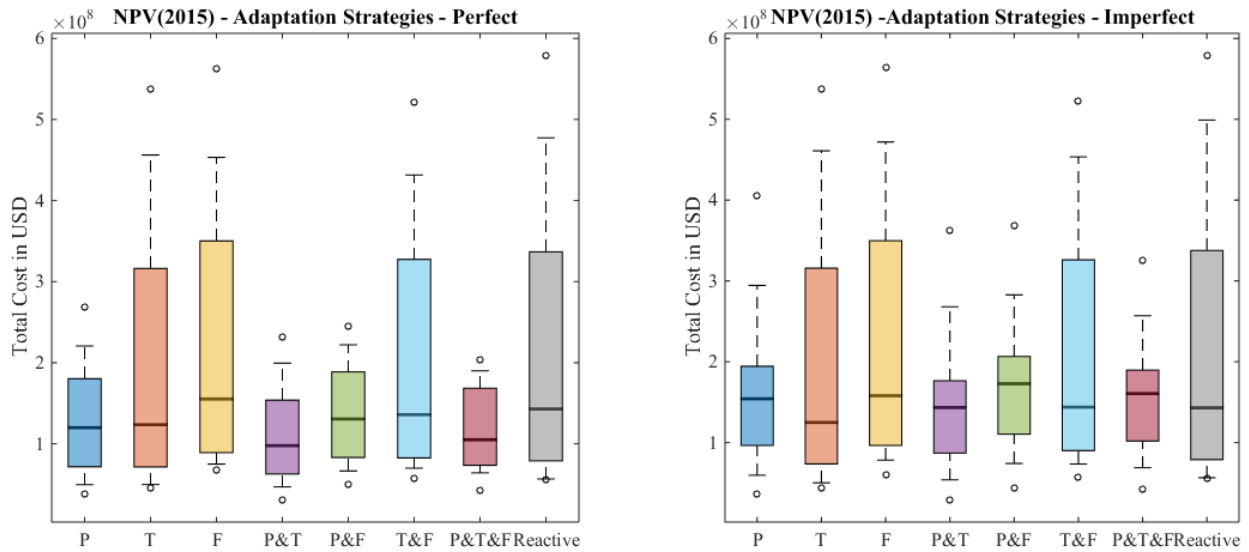 ×10⁸ NPV(2015) - Adaptation Strategies - Perfect
6
5
4
3
2
1
Total Cost in USD
P T F P&T P&F T&F P&T&F Reactive
×10⁸ NPV(2015) -Adaptation Strategies - Imperfect
6
5
4
3
2
1
Total Cost in USD
P T F P&T P&F T&F P&T&F Reactive